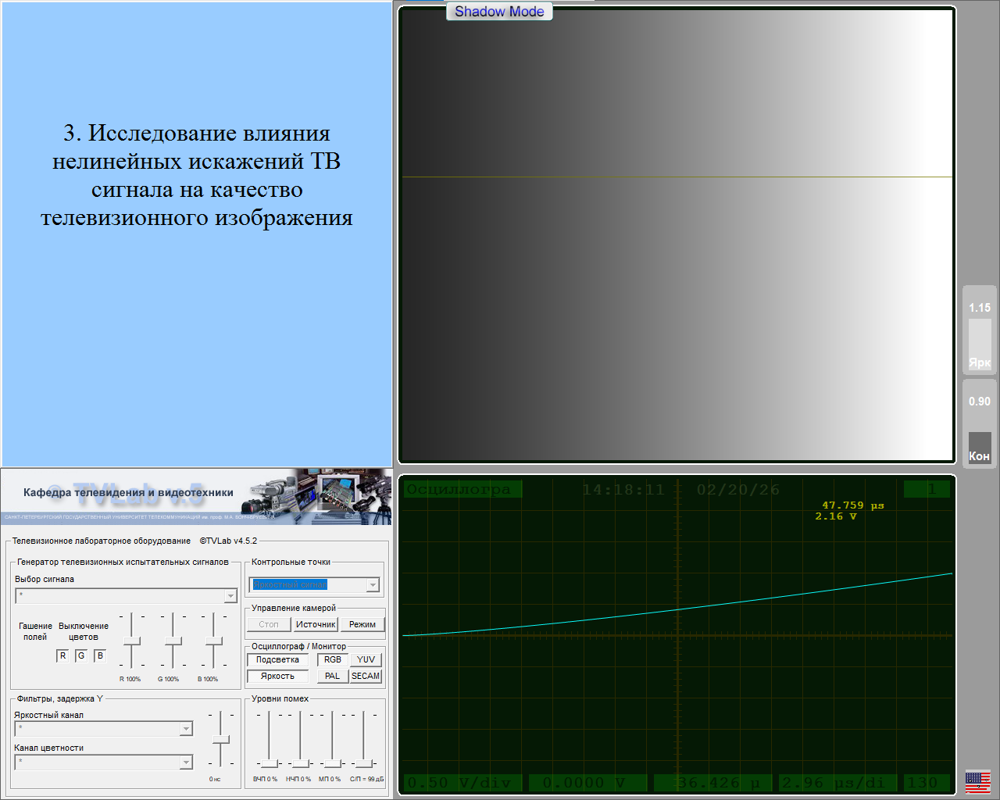 3. Исследование влияния
нелинейных искажений ТВ
сигнала на качество
телевизионного изображения
Shadow Mode
1.15
Ярк
0.90
Кон
Кафедра телевидения и видеотехники
САНКТ-ПЕТЕРБУРГСКИЙ ГОСУДАРСТВЕННЫЙ УНИВЕРСИТЕТ ТЕЛЕКОММУНИКАЦИЙ им. проф. М.А. БОНЧ-БРУЕВИЧА
Телевизионное лабораторное оборудование ©TVLab v4.5.2
Генератор телевизионных испытательных сигналов
Выбор сигнала
*
Гашение полей
Выключение цветов
R G B
R 100% G 100% B 100%
Фильтры, задержка Y
Яркостный канал
*
Канал цветности
*
0 нс
Контрольные точки
Яркостный сигнал
Управление камерой
Стоп Источник Режим
Осциллограф / Монитор
Подсветка RGB YUV
Яркость PAL SECAM
Уровни помех
ВЧП 0 % НЧП 0 % МП 0 % С/П = 99 дБ
Осциллогра 14:18:11 02/20/26 1
47.759 µs
2.16 V
0.50 V/div 0.0000 V 36.426 µ 2.96 µs/di 130